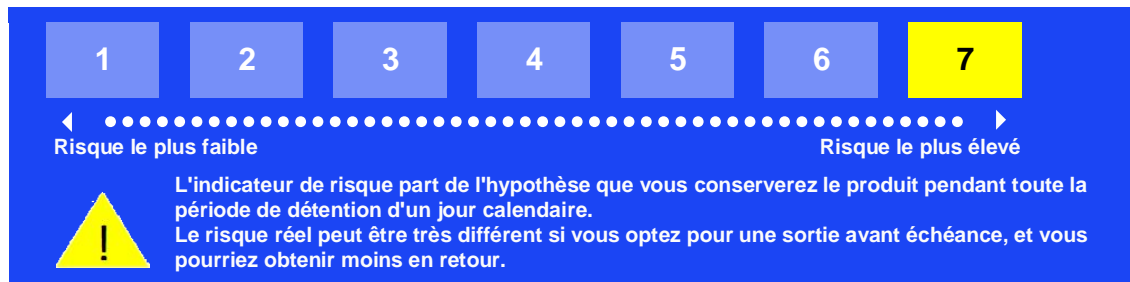 1 2 3 4 5 6 7
Risque le plus faible Risque le plus élevé
L'indicateur de risque part de l'hypothèse que vous conserverez le produit pendant toute la
période de détention d'un jour calendaire.
Le risque réel peut être très différent si vous optez pour une sortie avant échéance, et vous
pourriez obtenir moins en retour.
!